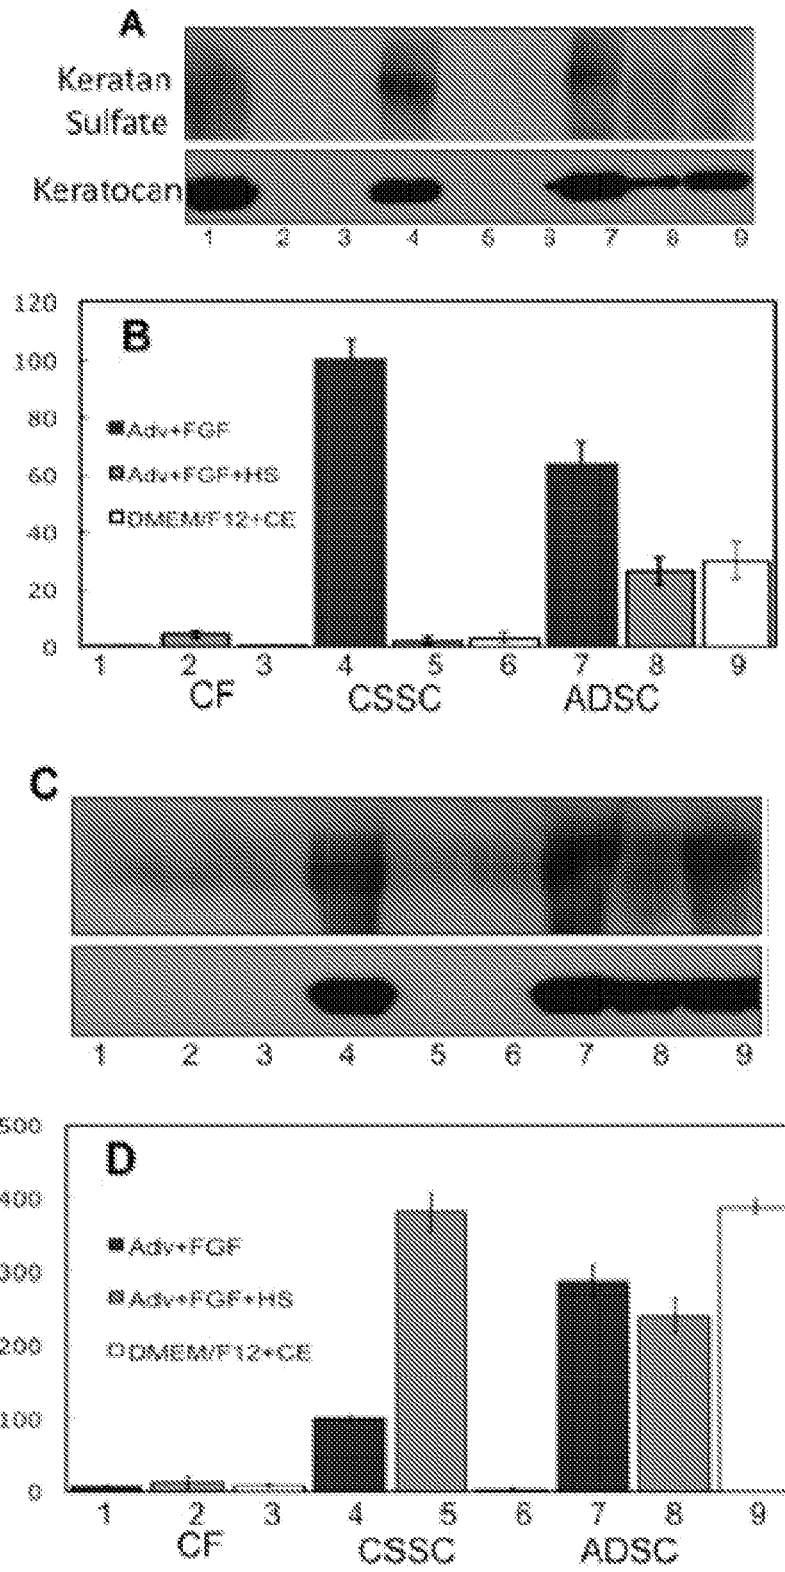 A
Keratan
Sulfate
Keratocan
1 2 3 4 5 6 7 8 9
120
B
100
80
Adv+FGF
60
Adv+FGF+HS
40
DMEM/F12+CE
20
0
1 2 3 4 5 6 7 8 9
CF CSSC ADSC
C
1 2 3 4 5 6 7 8 9
500
D
400
300
Adv+FGF
Adv+FGF+HS
200
DMEM/F12+CE
100
0
1 2 3 4 5 6 7 8 9
CF CSSC ADSC